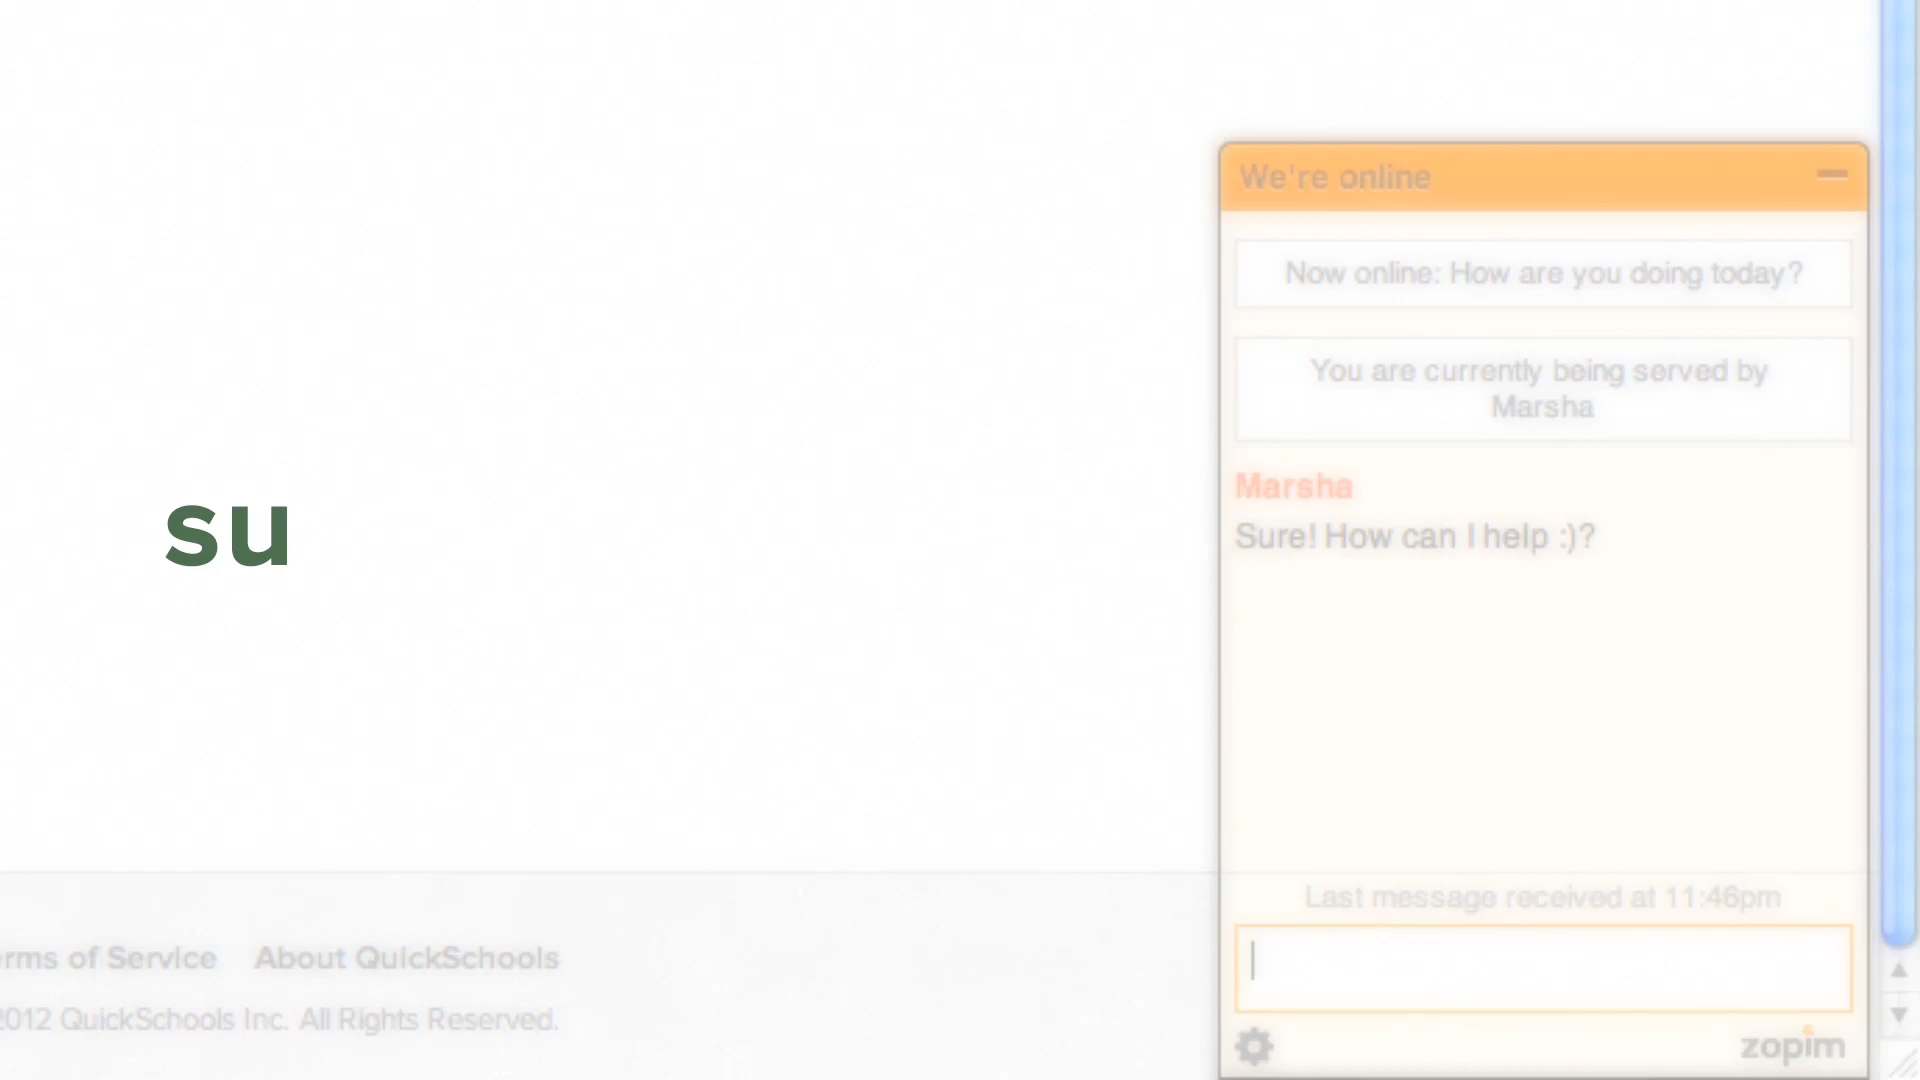 We're online
Now online: How are you doing today?
You are currently being served by
Marsha
Marsha
Sure! How can I help :)?
su
Last message received at 11:46pm
of Service About QuickSchools
2012 QuickSchools Inc. All Rights Reserved.
zopim